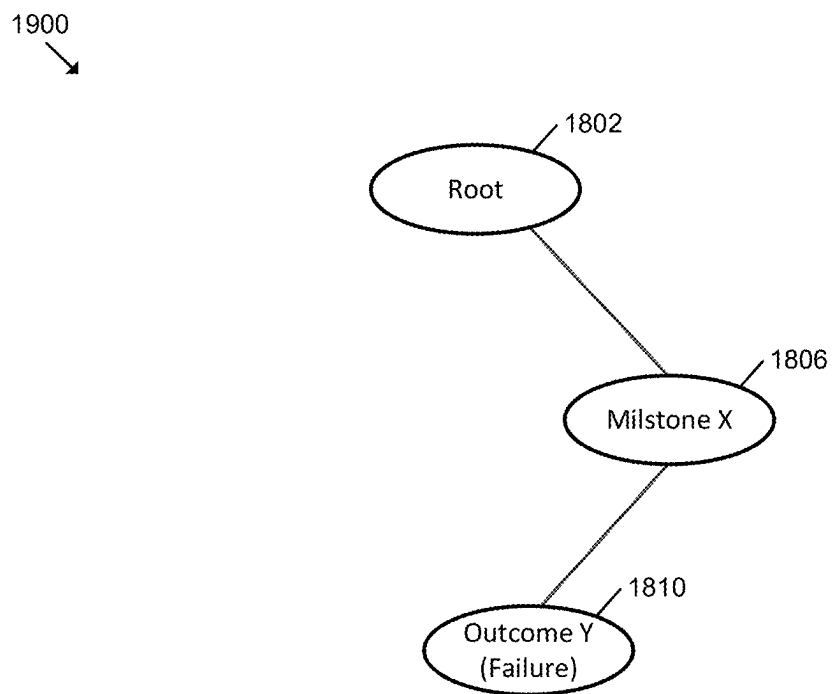 1900
1802
Root
1806
Milstone X
1810
Outcome Y
(Failure)